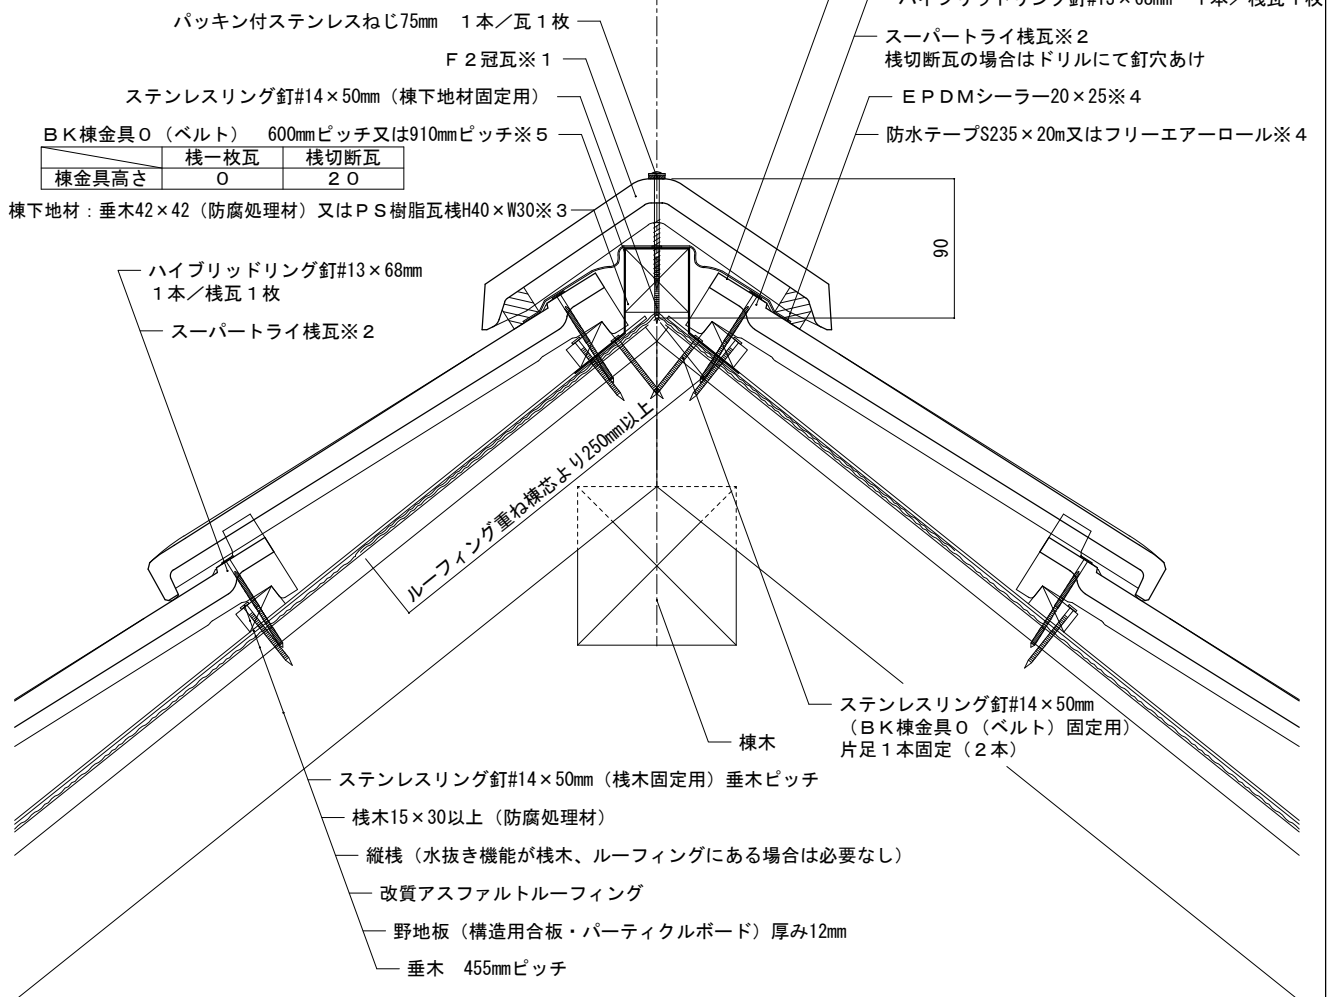 パッキン付ステンレスねじ75mm　１本／瓦１枚
Ｆ２冠瓦※１
ステンレスリング釘#14×50mm（棟下地材固定用）
ＢＫ棟金具０（ベルト）　600mmピッチ又は910mmピッチ※５
桟一枚瓦　桟切断瓦
棟金具高さ　０　２０
棟下地材：垂木42×42（防腐処理材）又はＰＳ樹脂瓦桟H40×W30※３
ハイブリッドリング釘#13×68mm
１本／桟瓦１枚
スーパートライ桟瓦※２
ハイブリッドリング釘#13×68mm　１本／桟瓦１枚
スーパートライ桟瓦※２
桟切断瓦の場合はドリルにて釘穴あけ
ＥＰＤＭシーラー20×25※４
防水テープS235×20m又はフリーエアーロール※４
90
ルーフィング重ね棟芯より250mm以上
ステンレスリング釘#14×50mm
（ＢＫ棟金具０（ベルト）固定用）
片足１本固定（２本）
棟木
ステンレスリング釘#14×50mm（桟木固定用）垂木ピッチ
桟木15×30以上（防腐処理材）
縦桟（水抜き機能が桟木、ルーフィングにある場合は必要なし）
改質アスファルトルーフィング
野地板（構造用合板・パーティクルボード）厚み12mm
垂木　455mmピッチ